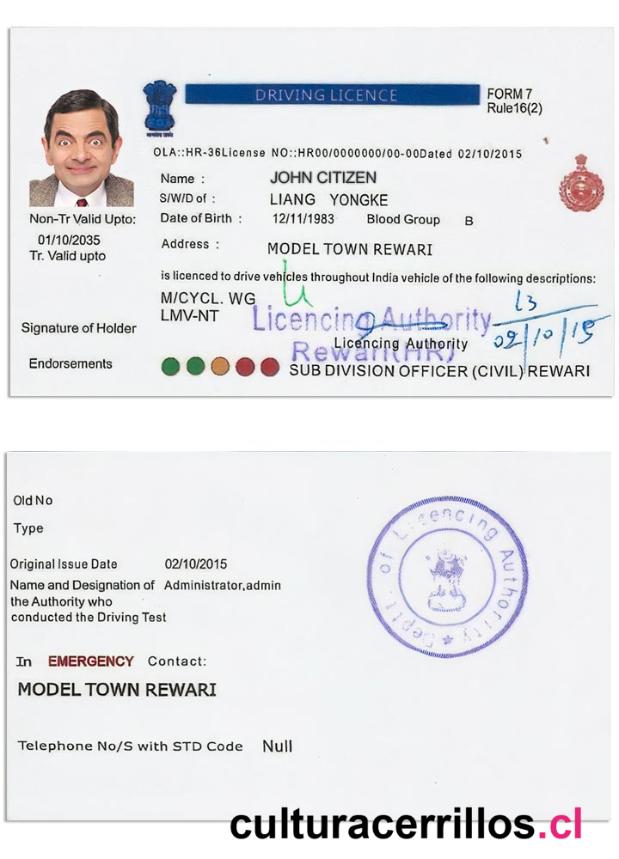 DRIVING LICENCE
FORM 7
Rule16(2)
OLA::HR-36License NO::HR00/0000000/00-00Dated 02/10/2015
Name : JOHN CITIZEN
S/W/D of : LIANG YONGKE
Date of Birth : 12/11/1983 Blood Group B
Address : MODEL TOWN REWARI
Non-Tr Valid Upto:
01/10/2035
Tr. Valid upto
is licenced to drive vehicles throughout India vehicle of the following descriptions:
M/CYCL. WG
LMV-NT
Licencing Authority
Rewari(HR)
13
02/10/15
Signature of Holder
Licencing Authority
Endorsements
SUB DIVISION OFFICER (CIVIL) REWARI
Old No
Type
Original Issue Date 02/10/2015
Name and Designation of Administrator,admin
the Authority who
conducted the Driving Test
Deptt. of Licencing Authority
In EMERGENCY Contact:
MODEL TOWN REWARI
Telephone No/S with STD Code Null
culturacerrillos.cl